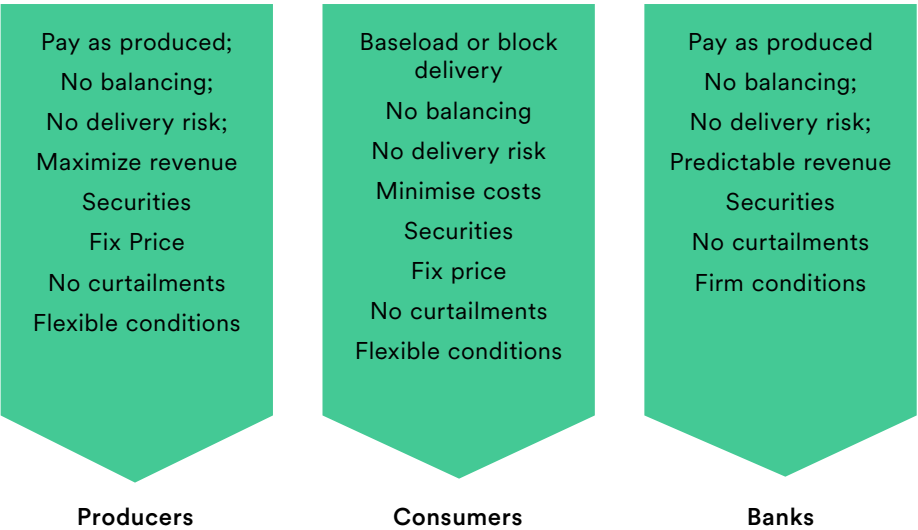 Pay as produced;
No balancing;
No delivery risk;
Maximize revenue
Securities
Fix Price
No curtailments
Flexible conditions
Producers
Baseload or block
delivery
No balancing
No delivery risk
Minimise costs
Securities
Fix price
No curtailments
Flexible conditions
Consumers
Pay as produced
No balancing;
No delivery risk;
Predictable revenue
Securities
No curtailments
Firm conditions
Banks